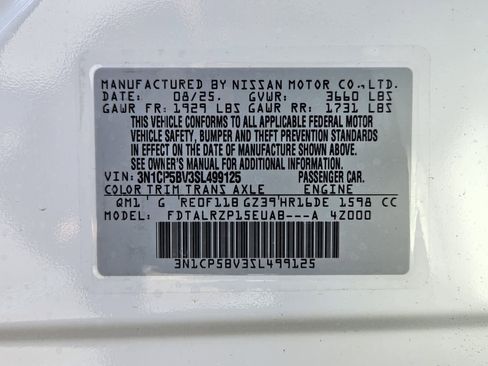 MANUFACTURED BY NISSAN MOTOR CO.,LTD.
DATE: 08/25. GVWR: 3660 LBS
GAWR FR: 1929 LBS GAWR RR: 1731 LBS
THIS VEHICLE CONFORMS TO ALL APPLICABLE FEDERAL MOTOR
VEHICLE SAFETY, BUMPER AND THEFT PREVENTION STANDARDS
IN EFFECT ON THE DATE OF MANUFACTURE SHOWN ABOVE.
SEE OWNER'S MANUAL FOR ADDITIONAL INFORMATION.
VIN: 3N1CP5BV3SL499125 PASSENGER CAR.
COLOR TRIM TRANS AXLE ENGINE
QM1 G RE0F11B GZ39 HR16DE 1598 CC
MODEL: FDTALRZP15EUAB---A 4Z000
3N1CP5BV3SL499125